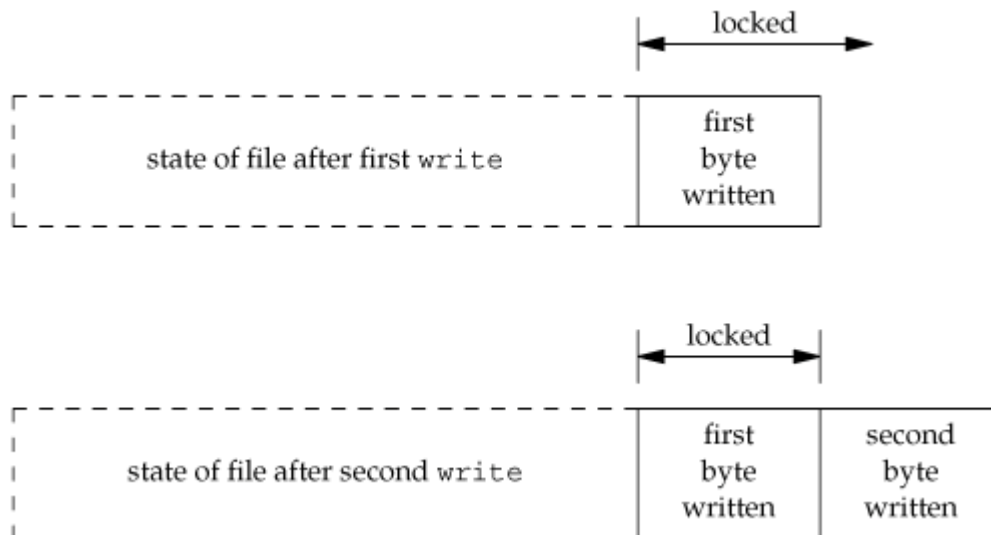 locked
state of file after first write
first
byte
written
locked
state of file after second write
first
byte
written
second
byte
written